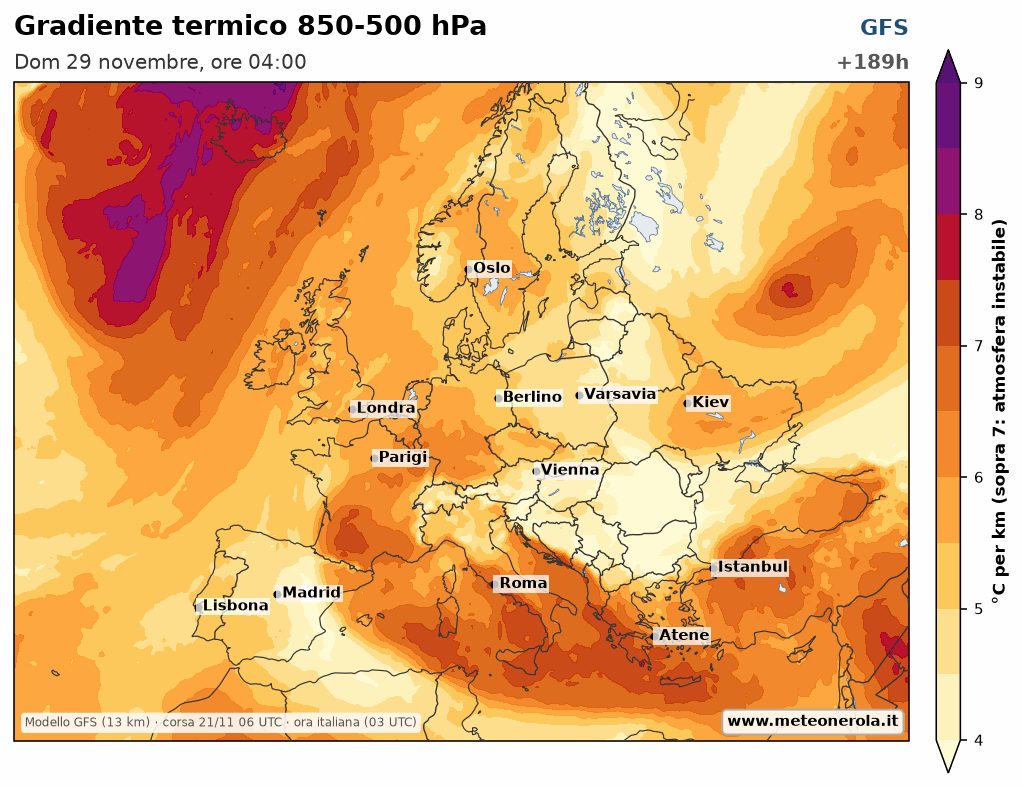 Gradiente termico 850-500 hPa
GFS
Dom 29 novembre, ore 04:00
+189h
Oslo
Londra
Berlino
Varsavia
Kiev
Parigi
Vienna
Istanbul
Roma
Madrid
Lisbona
Atene
Modello GFS (13 km) · corsa 21/11 06 UTC · ora italiana (03 UTC)
www.meteonerola.it
9
8
7
6
5
4
°C per km (sopra 7: atmosfera instabile)